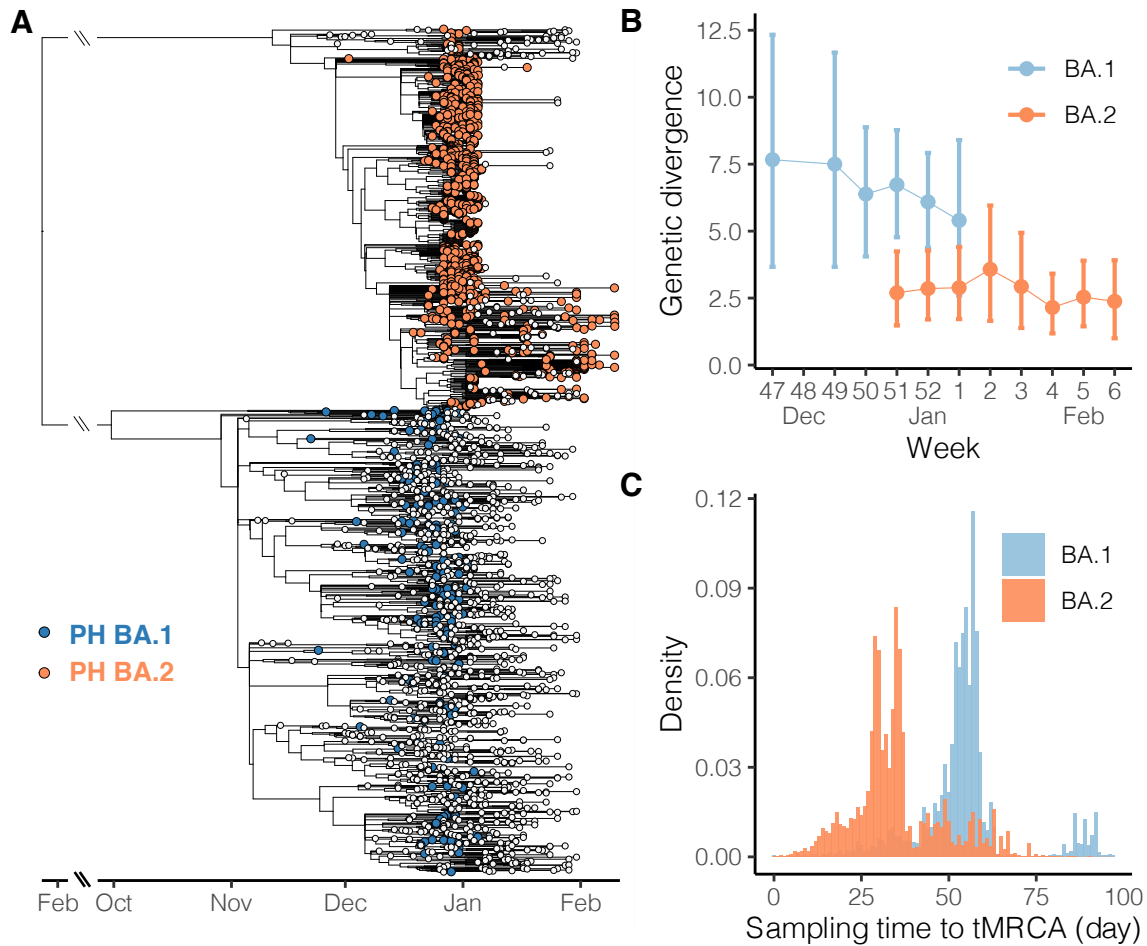 A
PH BA.1
PH BA.2
Feb Oct Nov Dec Jan Feb
B
12.5
10.0
7.5
5.0
2.5
0.0
Genetic divergence
BA.1
BA.2
47 48 49 50 51 52 1 2 3 4 5 6
Dec Jan Feb
Week
C
0.12
0.09
0.06
0.03
0.00
Density
BA.1
BA.2
0 25 50 75 100
Sampling time to tMRCA (day)